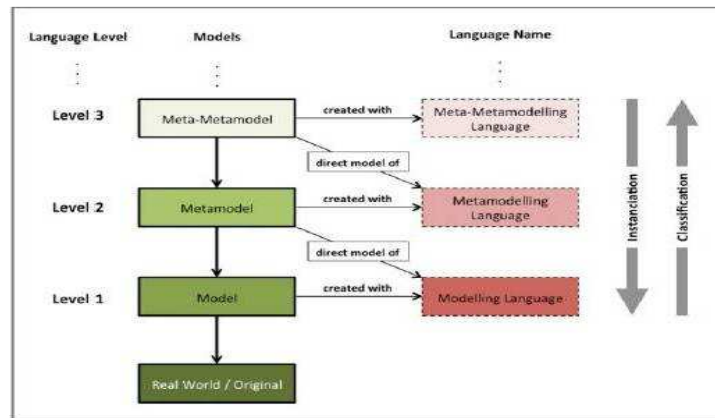 Language Level
Models
Language Name
Level 3
Meta-Metamodel
created with
Meta-Metamodelling
Language
direct model of
Level 2
Metamodel
created with
Metamodelling
Language
direct model of
Level 1
Model
created with
Modelling Language
Real World / Original
Instanciation
Classification